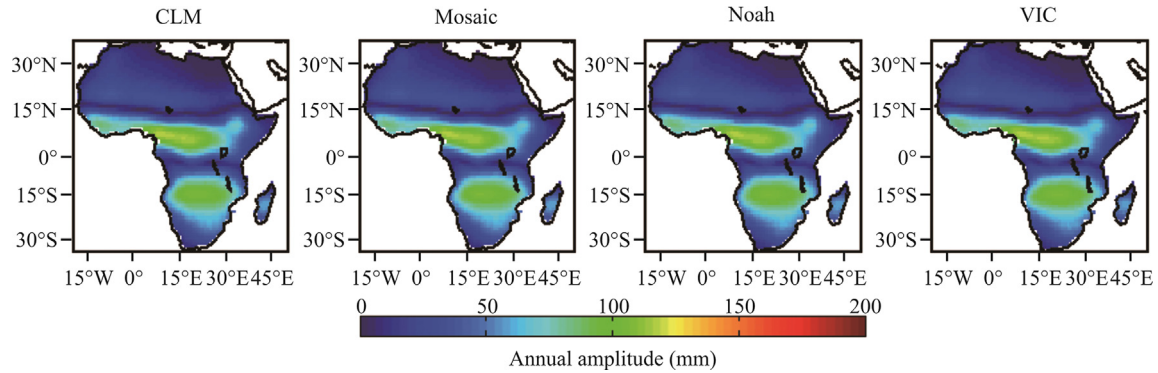 CLM Mosaic Noah VIC
30°N 30°N 30°N 30°N
15°N 15°N 15°N 15°N
0° 0° 0° 0°
15°S 15°S 15°S 15°S
30°S 30°S 30°S 30°S
15°W 0° 15°E 30°E 45°E 15°W 0° 15°E 30°E 45°E 15°W 0° 15°E 30°E 45°E 15°W 0° 15°E 30°E 45°E
0 50 100 150 200
Annual amplitude (mm)